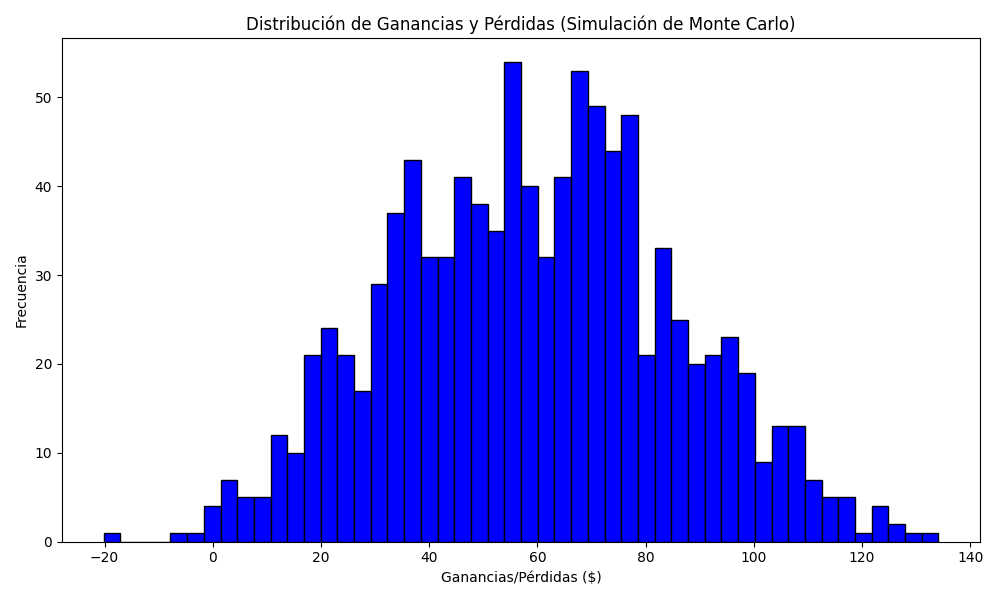 Distribución de Ganancias y Pérdidas (Simulación de Monte Carlo)
Frecuencia
50
40
30
20
10
0
−20 0 20 40 60 80 100 120 140
Ganancias/Pérdidas ($)